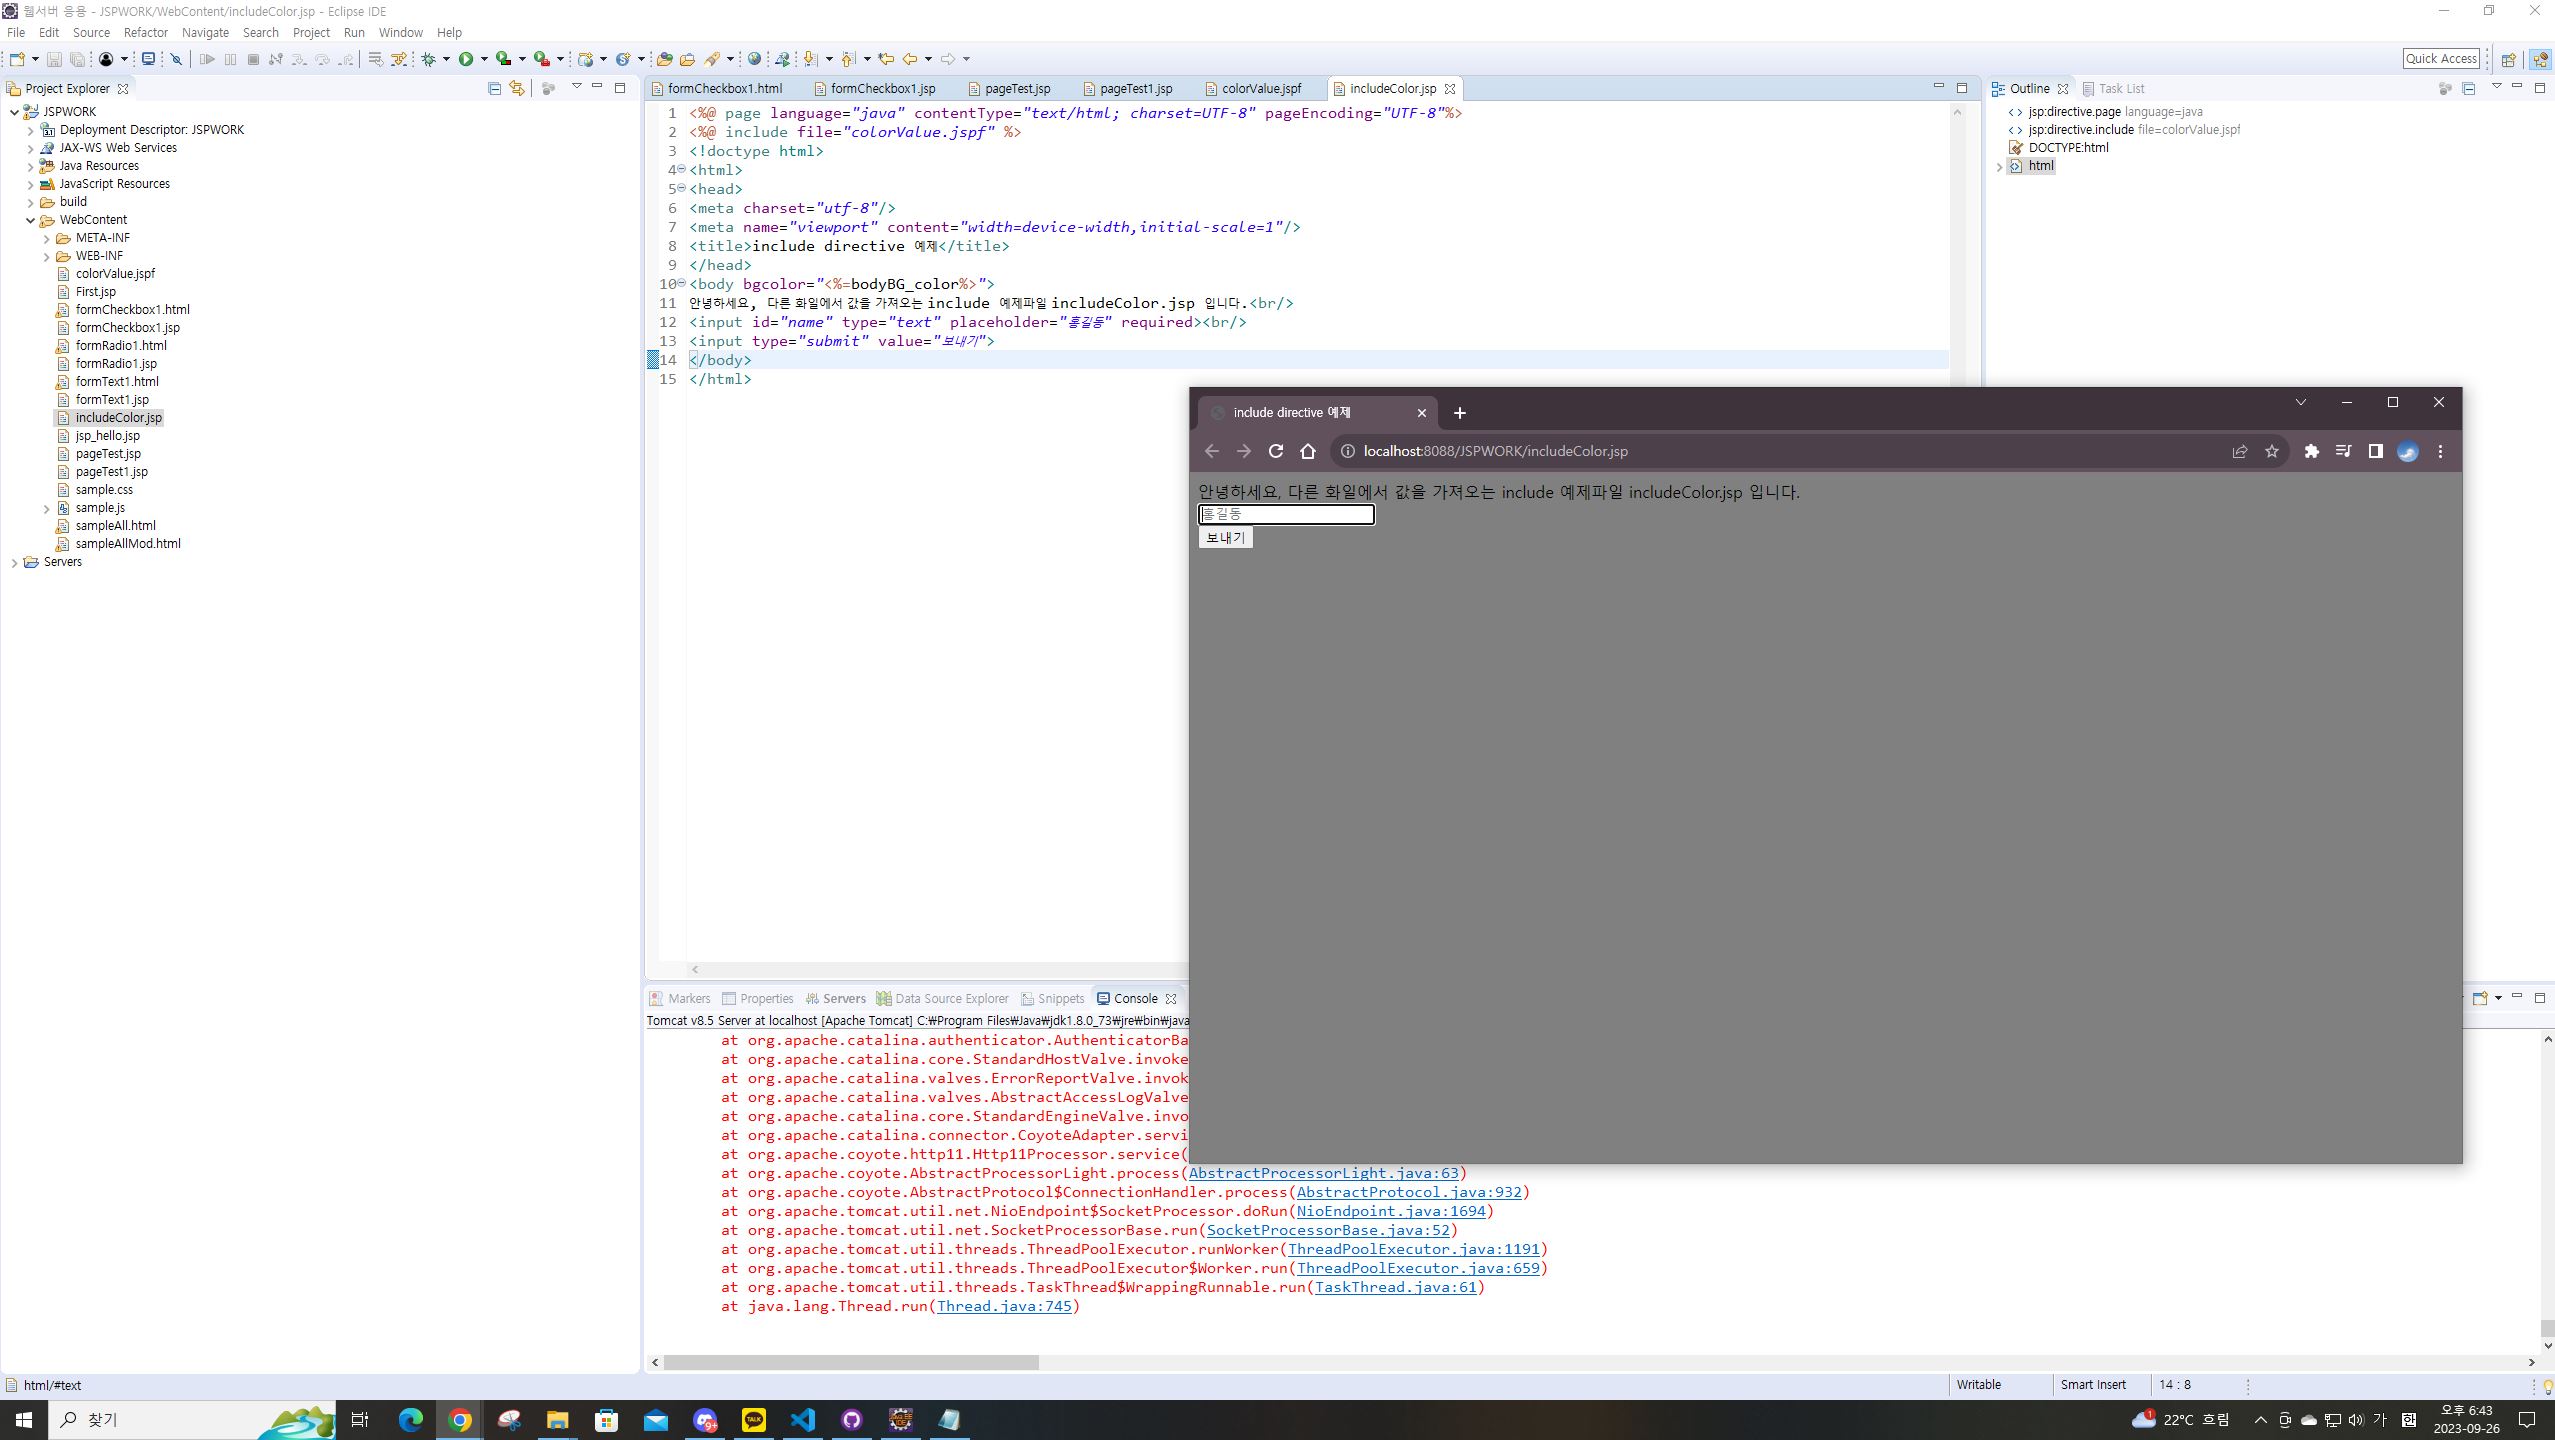 웹서버 응용 - JSPWORK/WebContent/includeColor.jsp - Eclipse IDE
File Edit Source Refactor Navigate Search Project Run Window Help
Quick Access
Project Explorer
JSPWORK
Deployment Descriptor: JSPWORK
JAX-WS Web Services
Java Resources
JavaScript Resources
build
WebContent
META-INF
WEB-INF
colorValue.jspf
First.jsp
formCheckbox1.html
formCheckbox1.jsp
formRadio1.html
formRadio1.jsp
formText1.html
formText1.jsp
includeColor.jsp
jsp_hello.jsp
pageTest.jsp
pageTest1.jsp
sample.css
sample.js
sampleAll.html
sampleAllMod.html
Servers
formCheckbox1.html formCheckbox1.jsp pageTest.jsp pageTest1.jsp colorValue.jspf includeColor.jsp
1 <%@ page language="java" contentType="text/html; charset=UTF-8" pageEncoding="UTF-8"%>
2 <%@ include file="colorValue.jspf" %>
3 <!doctype html>
4 <html>
5 <head>
6 <meta charset="utf-8"/>
7 <meta name="viewport" content="width=device-width,initial-scale=1"/>
8 <title>include directive 예제</title>
9 </head>
10 <body bgcolor="<%=bodyBG_color%>">
11 안녕하세요, 다른 화일에서 값을 가져오는 include 예제파일 includeColor.jsp 입니다.<br/>
12 <input id="name" type="text" placeholder="홍길동" required><br/>
13 <input type="submit" value="보내기">
14 </body>
15 </html>
Outline Task List
jsp:directive.page language=java
jsp:directive.include file=colorValue.jspf
DOCTYPE:html
html
include directive 예제
localhost:8088/JSPWORK/includeColor.jsp
안녕하세요, 다른 화일에서 값을 가져오는 include 예제파일 includeColor.jsp 입니다.
홍길동
보내기
Markers Properties Servers Data Source Explorer Snippets Console
Tomcat v8.5 Server at localhost [Apache Tomcat] C:₩Program Files₩Java₩jdk1.8.0_73₩jre₩bin₩java
at org.apache.catalina.authenticator.AuthenticatorBa
at org.apache.catalina.core.StandardHostValve.invoke
at org.apache.catalina.valves.ErrorReportValve.invok
at org.apache.catalina.valves.AbstractAccessLogValve
at org.apache.catalina.core.StandardEngineValve.invo
at org.apache.catalina.connector.CoyoteAdapter.servi
at org.apache.coyote.http11.Http11Processor.service(
at org.apache.coyote.AbstractProcessorLight.process(AbstractProcessorLight.java:63)
at org.apache.coyote.AbstractProtocol$ConnectionHandler.process(AbstractProtocol.java:932)
at org.apache.tomcat.util.net.NioEndpoint$SocketProcessor.doRun(NioEndpoint.java:1694)
at org.apache.tomcat.util.net.SocketProcessorBase.run(SocketProcessorBase.java:52)
at org.apache.tomcat.util.threads.ThreadPoolExecutor.runWorker(ThreadPoolExecutor.java:1191)
at org.apache.tomcat.util.threads.ThreadPoolExecutor$Worker.run(ThreadPoolExecutor.java:659)
at org.apache.tomcat.util.threads.TaskThread$WrappingRunnable.run(TaskThread.java:61)
at java.lang.Thread.run(Thread.java:745)
html/#text
Writable Smart Insert 14 : 8
찾기
9+
TALK
1
22°C 흐림
가
한
오후 6:43
2023-09-26